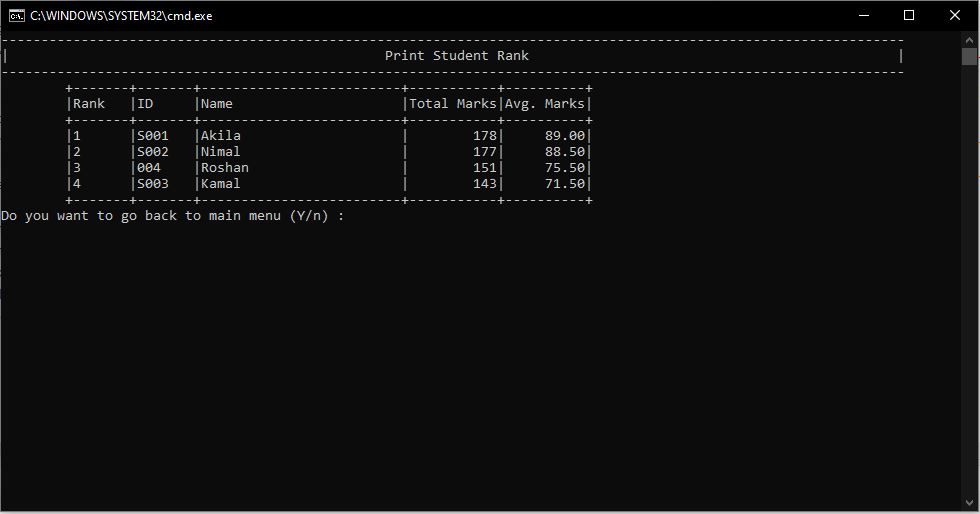 C:\WINDOWS\SYSTEM32\cmd.exe
-----------------------------------------------------------------------------------------------------------------
|                                               Print Student Rank                                              |
-----------------------------------------------------------------------------------------------------------------
        +-------+-------+-------------------------+-----------+----------+
        |Rank   |ID     |Name                     |Total Marks|Avg. Marks|
        +-------+-------+-------------------------+-----------+----------+
        |1      |S001   |Akila                    |        178|     89.00|
        |2      |S002   |Nimal                    |        177|     88.50|
        |3      |004    |Roshan                   |        151|     75.50|
        |4      |S003   |Kamal                    |        143|     71.50|
        +-------+-------+-------------------------+-----------+----------+
Do you want to go back to main menu (Y/n) :